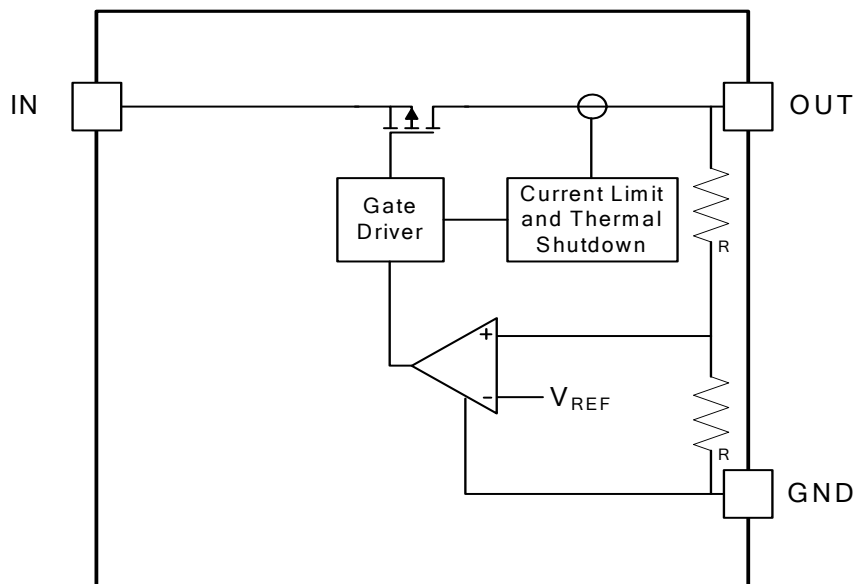 IN
OUT
Gate
Driver
Current Limit
and Thermal
Shutdown
R
+
−
VREF
R
GND